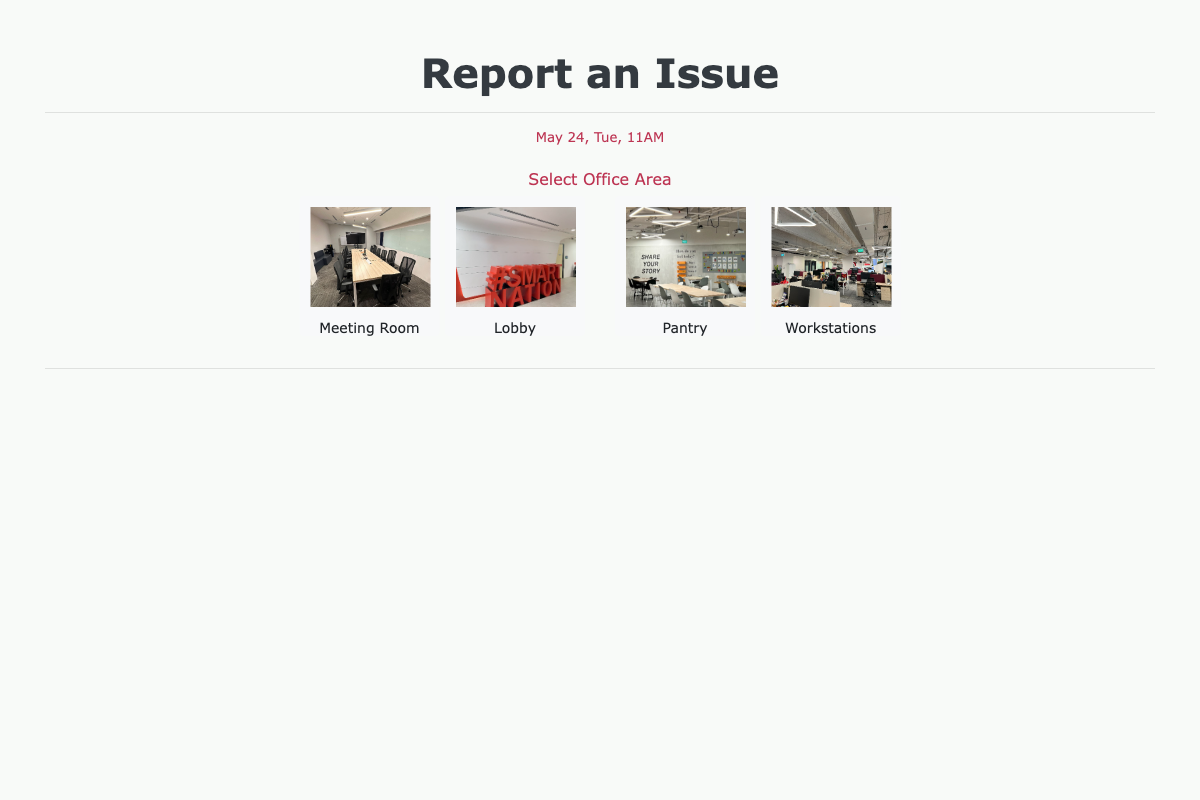 Report an Issue
May 24, Tue, 11AM
Select Office Area
#SMART
NATION
SHARE
YOUR
STORY
Meeting Room
Lobby
Pantry
Workstations